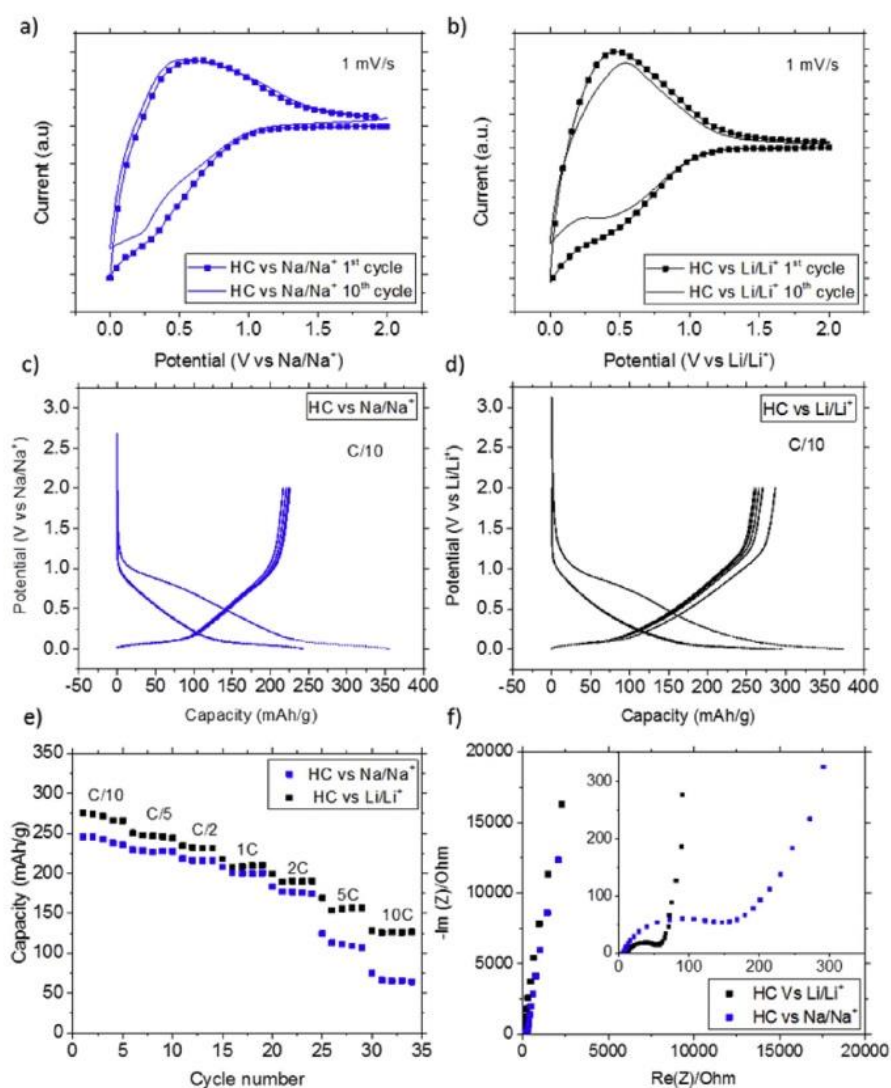 a)
1 mV/s
Current (a.u)
HC vs Na/Na⁺ 1ˢᵗ cycle
HC vs Na/Na⁺ 10ᵗʰ cycle
0.0 0.5 1.0 1.5 2.0
Potential (V vs Na/Na⁺)
b)
1 mV/s
Current (a.u.)
HC vs Li/Li⁺ 1ˢᵗ cycle
HC vs Li/Li⁺ 10ᵗʰ cycle
0.0 0.5 1.0 1.5 2.0
Potential (V vs Li/Li⁺)
c)
HC vs Na/Na⁺
C/10
Potential (V vs Na/Na⁺)
3.0
2.5
2.0
1.5
1.0
0.5
0.0
-50 0 50 100 150 200 250 300 350 400
Capacity (mAh/g)
d)
HC vs Li/Li⁺
C/10
Potential (V vs Li/Li⁺)
3.0
2.5
2.0
1.5
1.0
0.5
0.0
-50 0 50 100 150 200 250 300 350 400
Capacity (mAh/g)
e)
HC vs Na/Na⁺
HC vs Li/Li⁺
Capacity (mAh/g)
350
300
250
200
150
100
50
0
C/10
C/5
C/2
1C
2C
5C
10C
0 5 10 15 20 25 30 35
Cycle number
f)
-Im (Z)/Ohm
20000
15000
10000
5000
0
300
200
100
0
0 100 200 300
HC Vs Li/Li⁺
HC vs Na/Na⁺
0 5000 10000 15000 20000
Re(Z)/Ohm